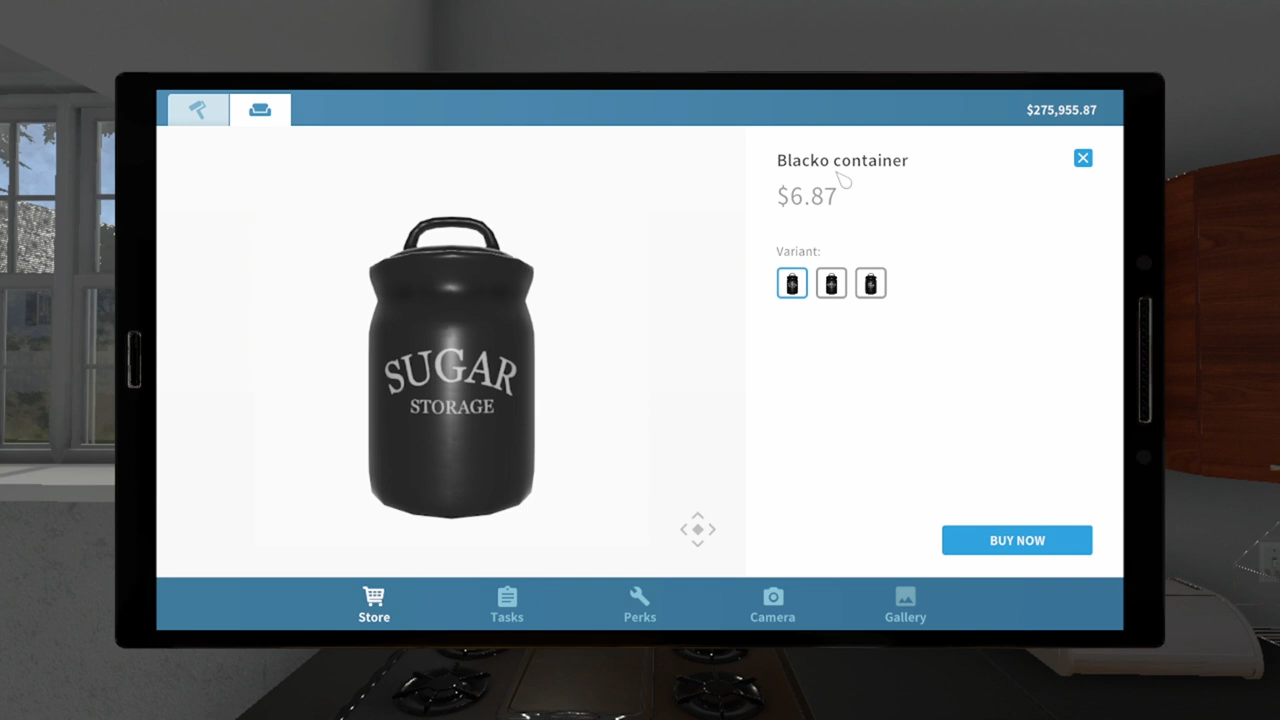 $275,955.87
Blacko container
$6.87
Variant:
SUGAR
STORAGE
BUY NOW
Store
Tasks
Perks
Camera
Gallery